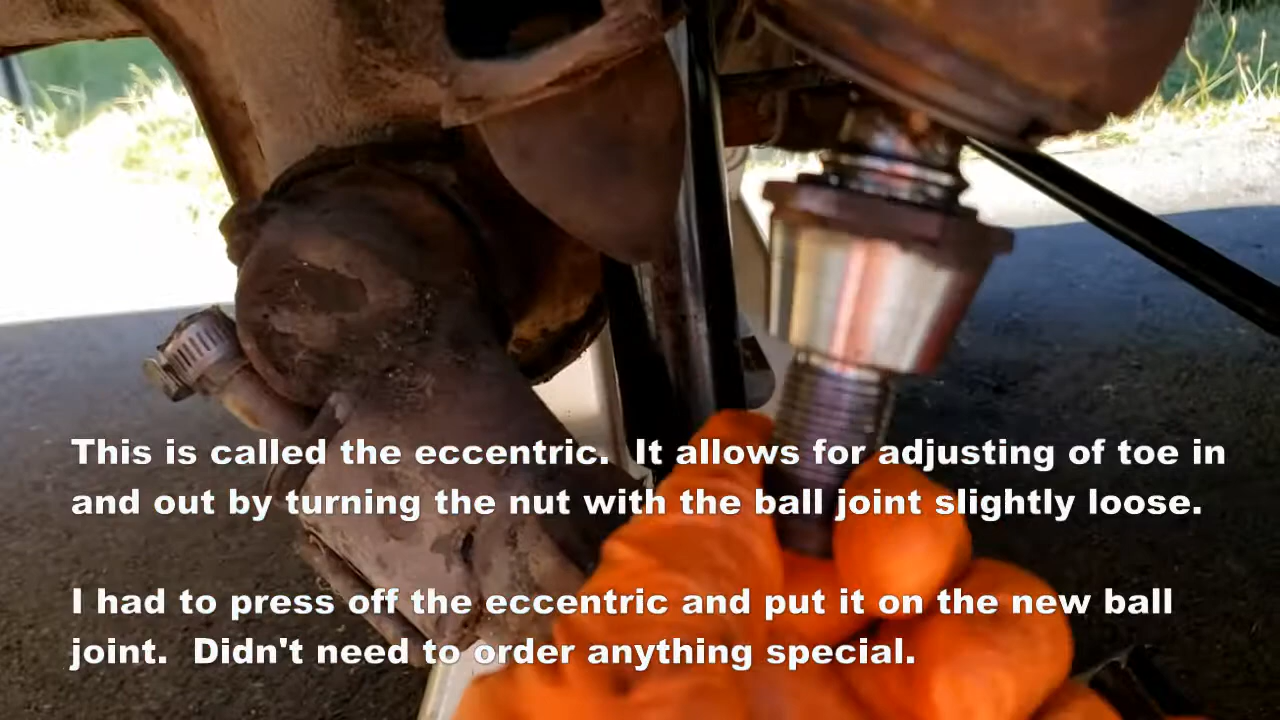 This is called the eccentric.  It allows for adjusting of toe in
and out by turning the nut with the ball joint slightly loose.
I had to press off the eccentric and put it on the new ball
joint.  Didn't need to order anything special.